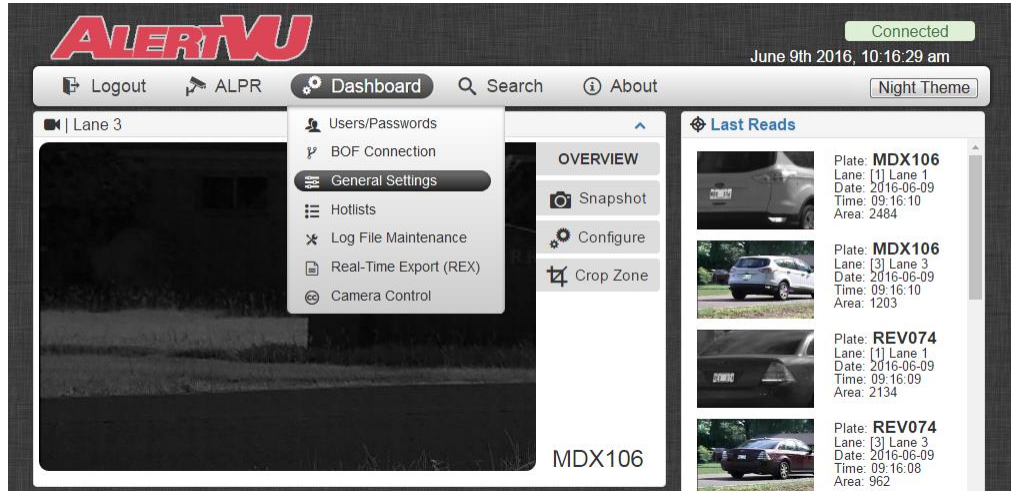 ALERTVU
Connected
June 9th 2016, 10:16:29 am
Logout ALPR Dashboard Search About Night Theme
| Lane 3
Users/Passwords
BOF Connection
General Settings
Hotlists
Log File Maintenance
Real-Time Export (REX)
Camera Control
OVERVIEW
Snapshot
Configure
Crop Zone
MDX106
Last Reads
Plate: MDX106
Lane: [1] Lane 1
Date: 2016-06-09
Time: 09:16:10
Area: 2484
Plate: MDX106
Lane: [3] Lane 3
Date: 2016-06-09
Time: 09:16:10
Area: 1203
Plate: REV074
Lane: [1] Lane 1
Date: 2016-06-09
Time: 09:16:09
Area: 2134
Plate: REV074
Lane: [3] Lane 3
Date: 2016-06-09
Time: 09:16:08
Area: 962